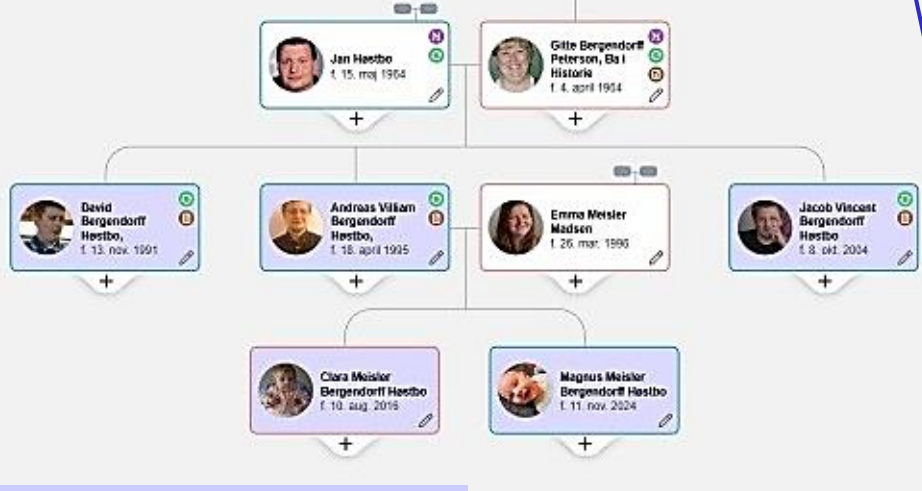 Jan Høstbo
f. 15. maj 1964
Gitte Bergendorff
Peterson, Ba i
Historie
f. 4. april 1964
David
Bergendorff
Høstbo,
f. 13. nov. 1991
Andreas Villiam
Bergendorff
Høstbo,
f. 18. april 1995
Emma Meisler
Madsen
f. 26. mar. 1996
Jacob Vincent
Bergendorff
Høstbo
f. 8. okt. 2004
Clara Meisler
Bergendorff Høstbo
f. 10. aug.
Magnus Meisler
Bergendorff Høstbo
f. 11. nov. 2024